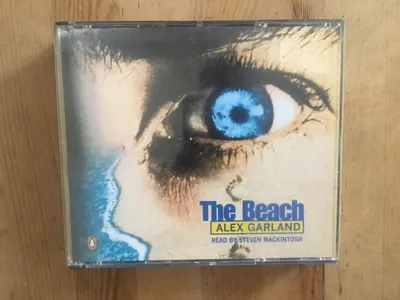 The Beach
ALEX GARLAND
READ BY STEVEN MACKINTOSH